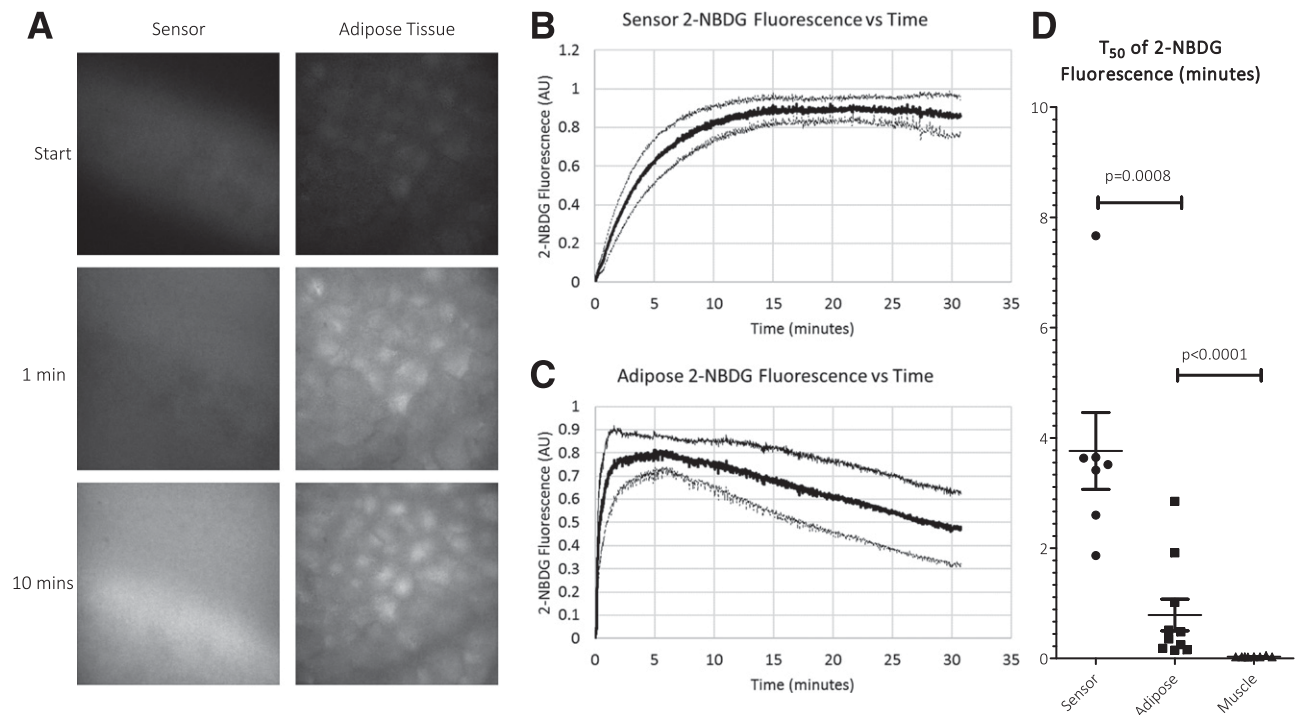 A
Sensor
Adipose Tissue
Start
1 min
10 mins
B
Sensor 2-NBDG Fluorescence vs Time
2-NBDG Fluorescnece (AU)
1.2
1
0.8
0.6
0.4
0.2
0
0 5 10 15 20 25 30 35
Time (minutes)
C
Adipose 2-NBDG Fluorescence vs Time
2-NBDG Fluorescence (AU)
1
0.9
0.8
0.7
0.6
0.5
0.4
0.3
0.2
0.1
0
0 5 10 15 20 25 30 35
Time (minutes)
D
T50 of 2-NBDG
Fluorescence (minutes)
10
8
6
4
2
0
p=0.0008
p<0.0001
Sensor
Adipose
Muscle